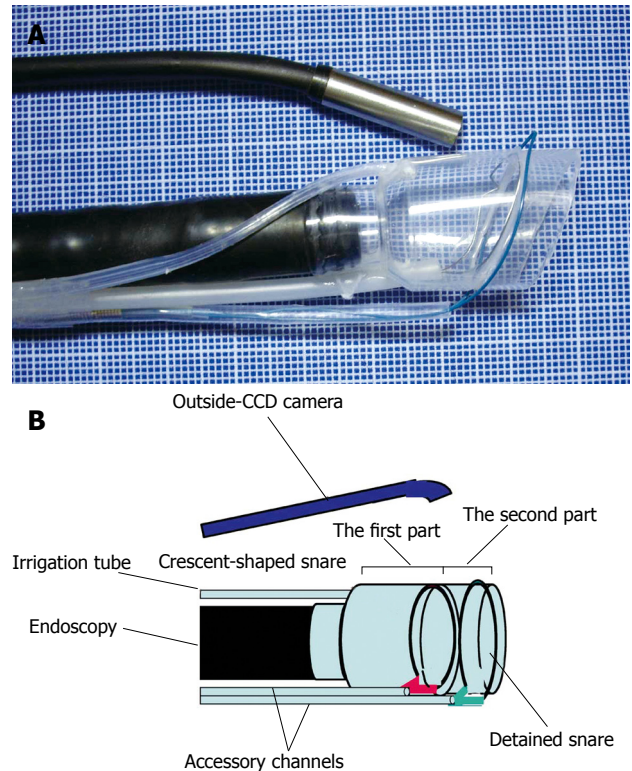 A
B
Outside-CCD camera
The second part
The first part
Irrigation tube
Crescent-shaped snare
Endoscopy
Detained snare
Accessory channels